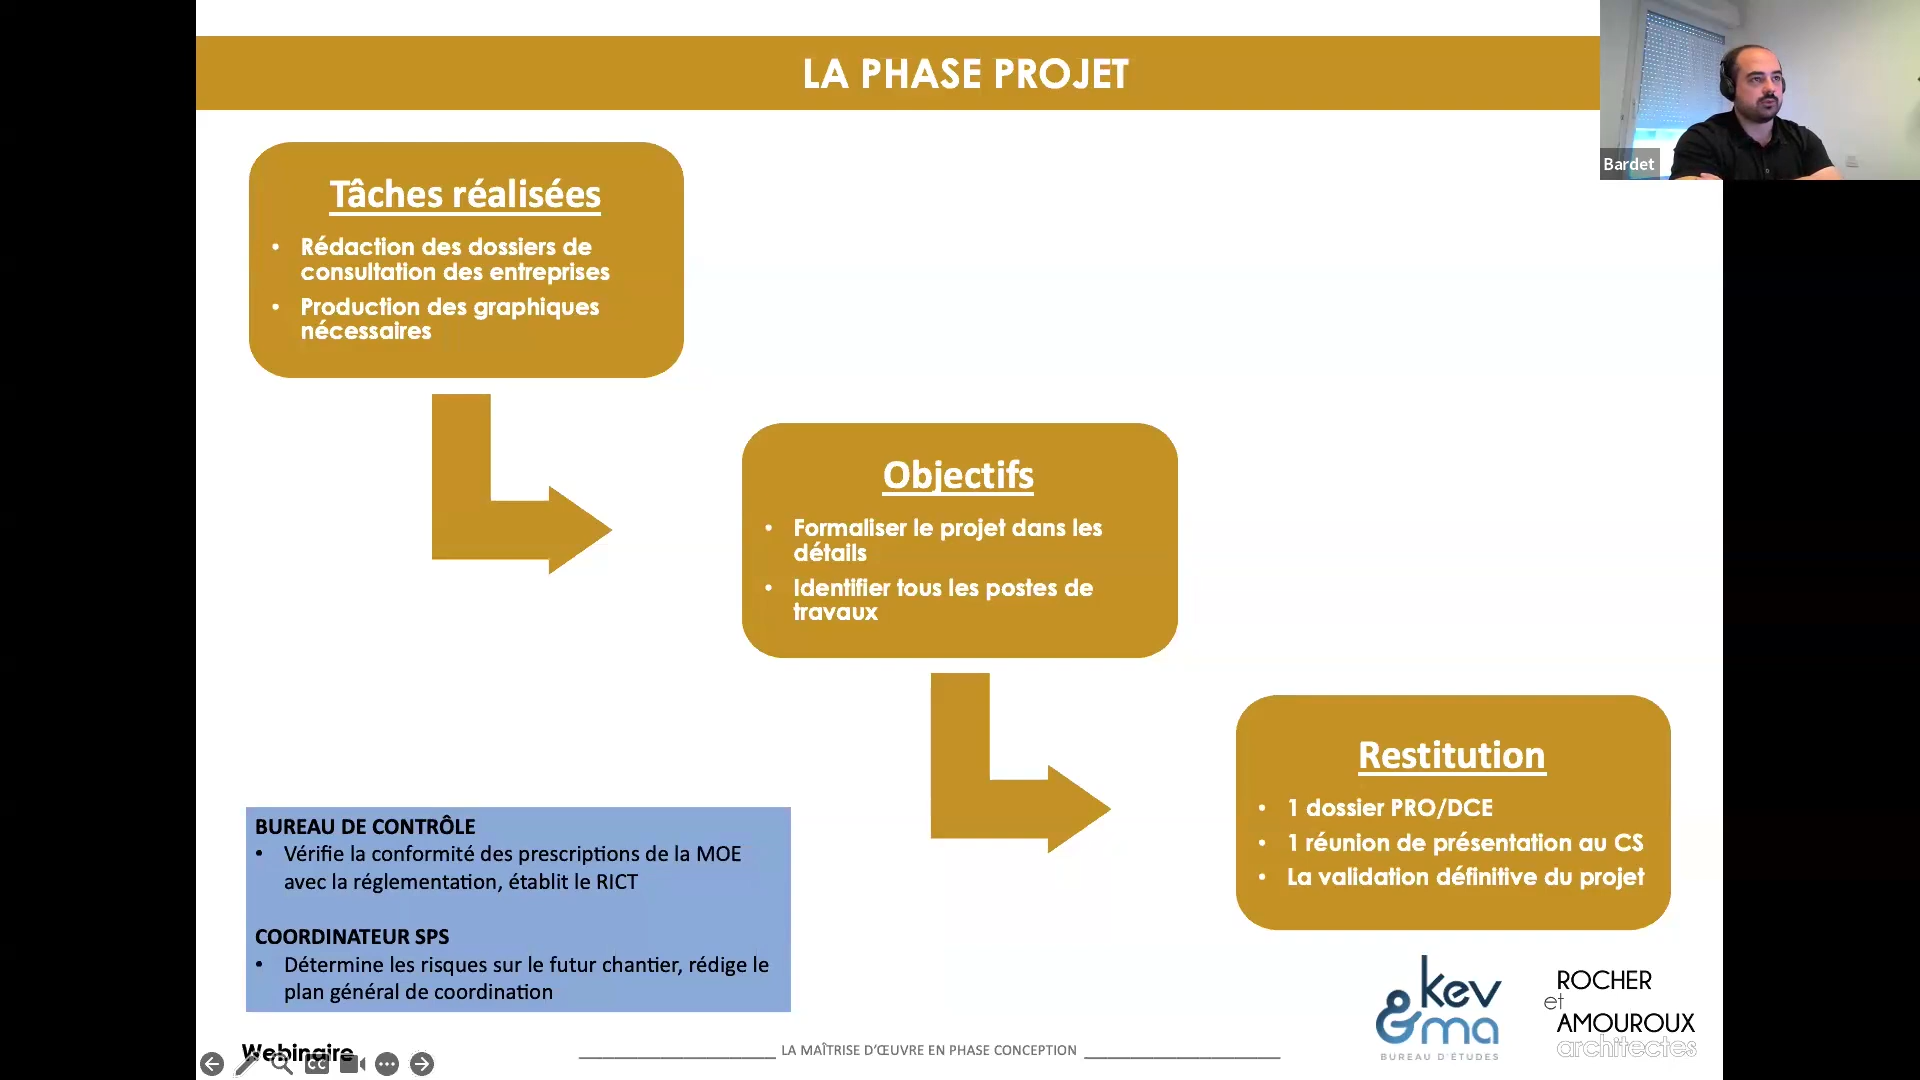 LA PHASE PROJET
Bardet
Tâches réalisées
• Rédaction des dossiers de
consultation des entreprises
• Production des graphiques
nécessaires
Objectifs
• Formaliser le projet dans les
détails
• Identifier tous les postes de
travaux
Restitution
• 1 dossier PRO/DCE
• 1 réunion de présentation au CS
• La validation définitive du projet
BUREAU DE CONTRÔLE
• Vérifie la conformité des prescriptions de la MOE
avec la réglementation, établit le RICT
COORDINATEUR SPS
• Détermine les risques sur le futur chantier, rédige le
plan général de coordination
kev
&ma
BUREAU D'ÉTUDES
ROCHER
et
AMOUROUX
architectes
Webinaire
CC
LA MAÎTRISE D'ŒUVRE EN PHASE CONCEPTION